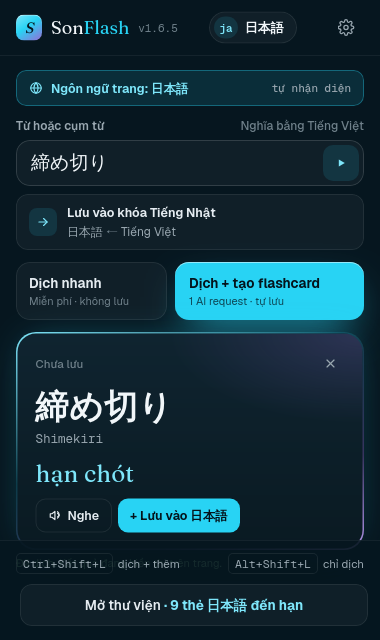 S SonFlash v1.6.5 ja 日本語
Ngôn ngữ trang: 日本語 tự nhận diện
Từ hoặc cụm từ Nghĩa bằng Tiếng Việt
締め切り
Lưu vào khóa Tiếng Nhật
日本語 ← Tiếng Việt
Dịch nhanh
Miễn phí · không lưu
Dịch + tạo flashcard
1 AI request · tự lưu
Chưa lưu
締め切り
Shimekiri
hạn chót
Nghe
+ Lưu vào 日本語
Ctrl+Shift+L dịch + thêm Alt+Shift+L chỉ dịch
Mở thư viện · 9 thẻ 日本語 đến hạn